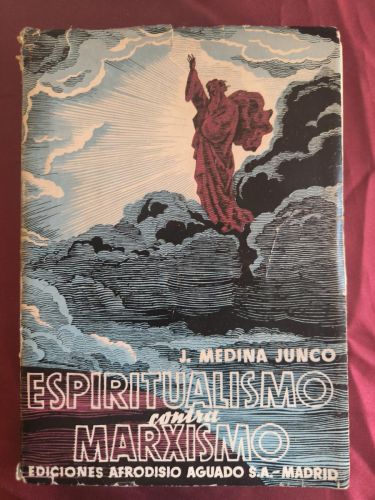 J. MEDINA JUNCO
ESPIRITUALISMO
contra
MARXISMO
EDICIONES AFRODISIO AGUADO S.A.-MADRID